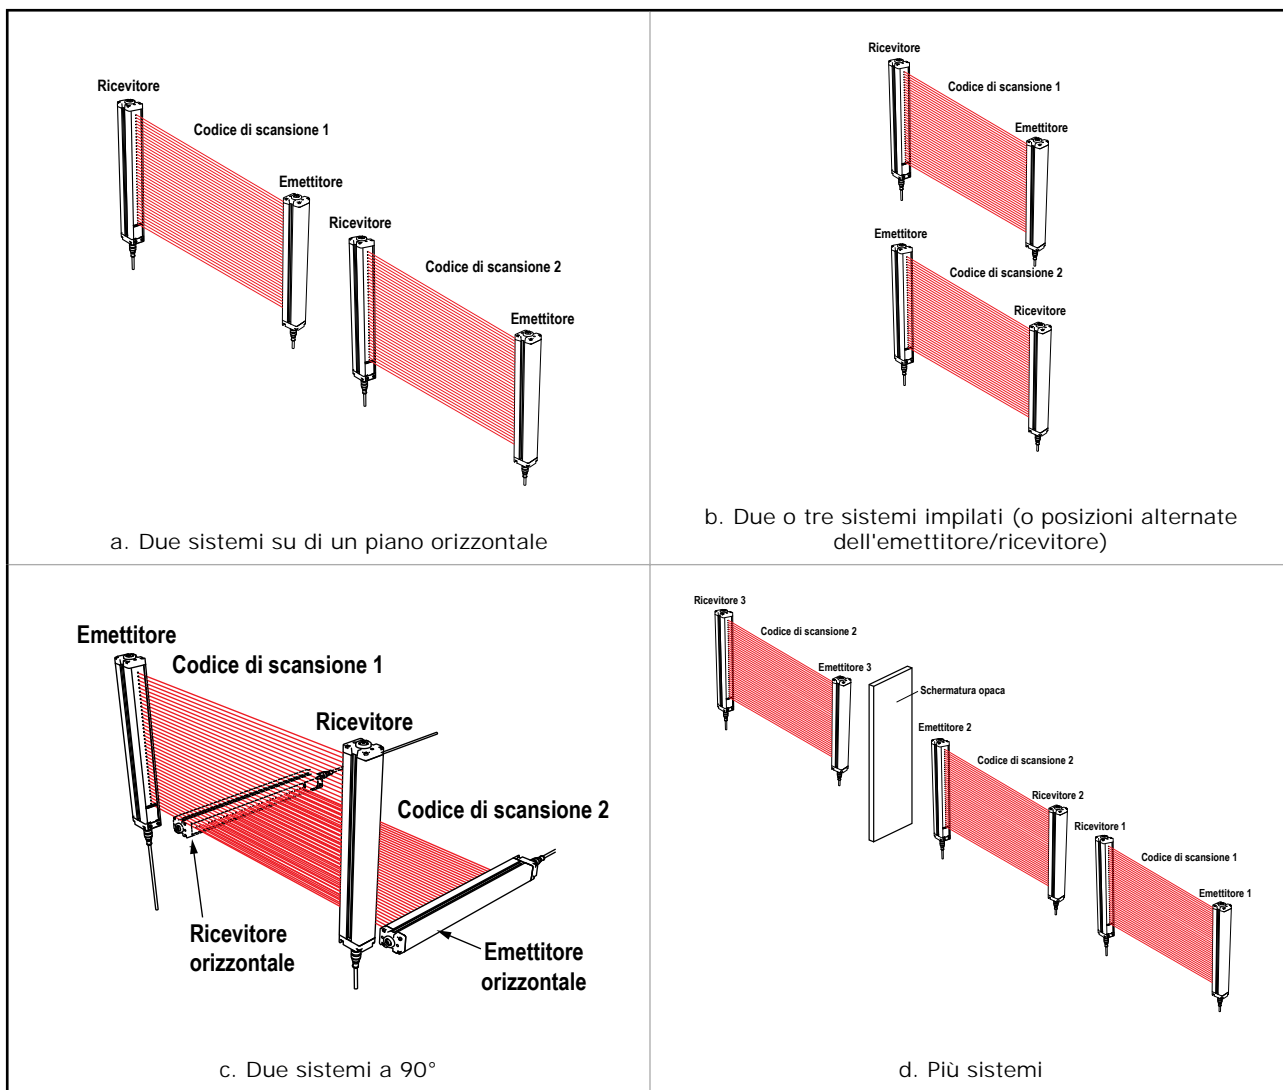 Ricevitore
Codice di scansione 1
Emettitore
Ricevitore
Codice di scansione 2
Emettitore
a. Due sistemi su di un piano orizzontale
Ricevitore
Codice di scansione 1
Emettitore
Emettitore
Codice di scansione 2
Ricevitore
b. Due o tre sistemi impilati (o posizioni alternate
dell'emettitore/ricevitore)
Emettitore
Codice di scansione 1
Ricevitore
Codice di scansione 2
Ricevitore
orizzontale
Emettitore
orizzontale
c. Due sistemi a 90°
Ricevitore 3
Codice di scansione 2
Emettitore 3
Schermatura opaca
Emettitore 2
Codice di scansione 2
Ricevitore 2
Ricevitore 1
Codice di scansione 1
Emettitore 1
d. Più sistemi